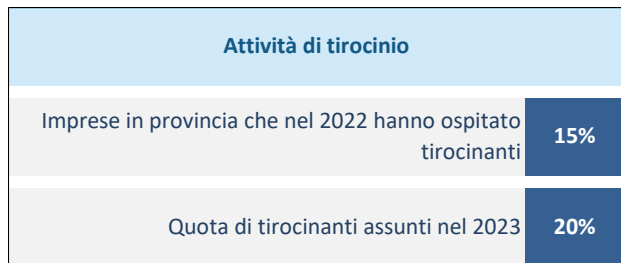 Attività di tirocinio
Imprese in provincia che nel 2022 hanno ospitato
tirocinanti
15%
Quota di tirocinanti assunti nel 2023
20%